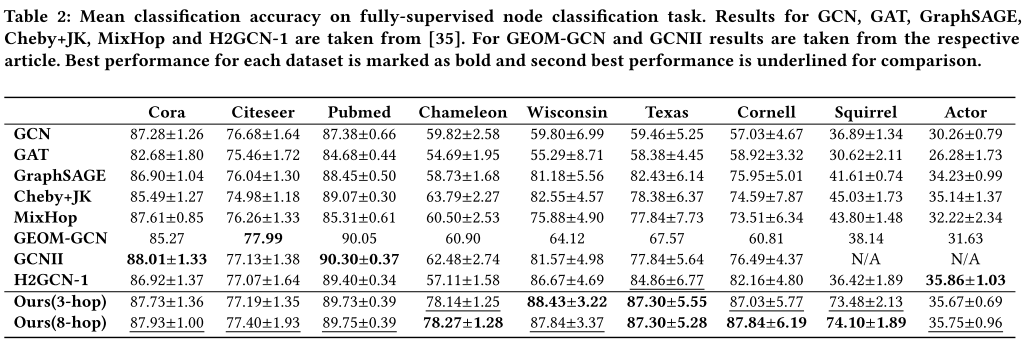 Table 2: Mean classification accuracy on fully-supervised node classification task. Results for GCN, GAT, GraphSAGE,
Cheby+JK, MixHop and H2GCN-1 are taken from [35]. For GEOM-GCN and GCNII results are taken from the respective
article. Best performance for each dataset is marked as bold and second best performance is underlined for comparison.
Cora Citeseer Pubmed Chameleon Wisconsin Texas Cornell Squirrel Actor
GCN 87.28±1.26 76.68±1.64 87.38±0.66 59.82±2.58 59.80±6.99 59.46±5.25 57.03±4.67 36.89±1.34 30.26±0.79
GAT 82.68±1.80 75.46±1.72 84.68±0.44 54.69±1.95 55.29±8.71 58.38±4.45 58.92±3.32 30.62±2.11 26.28±1.73
GraphSAGE 86.90±1.04 76.04±1.30 88.45±0.50 58.73±1.68 81.18±5.56 82.43±6.14 75.95±5.01 41.61±0.74 34.23±0.99
Cheby+JK 85.49±1.27 74.98±1.18 89.07±0.30 63.79±2.27 82.55±4.57 78.38±6.37 74.59±7.87 45.03±1.73 35.14±1.37
MixHop 87.61±0.85 76.26±1.33 85.31±0.61 60.50±2.53 75.88±4.90 77.84±7.73 73.51±6.34 43.80±1.48 32.22±2.34
GEOM-GCN 85.27 77.99 90.05 60.90 64.12 67.57 60.81 38.14 31.63
GCNII 88.01±1.33 77.13±1.38 90.30±0.37 62.48±2.74 81.57±4.98 77.84±5.64 76.49±4.37 N/A N/A
H2GCN-1 86.92±1.37 77.07±1.64 89.40±0.34 57.11±1.58 86.67±4.69 84.86±6.77 82.16±4.80 36.42±1.89 35.86±1.03
Ours(3-hop) 87.73±1.36 77.19±1.35 89.73±0.39 78.14±1.25 88.43±3.22 87.30±5.55 87.03±5.77 73.48±2.13 35.67±0.69
Ours(8-hop) 87.93±1.00 77.40±1.93 89.75±0.39 78.27±1.28 87.84±3.37 87.30±5.28 87.84±6.19 74.10±1.89 35.75±0.96